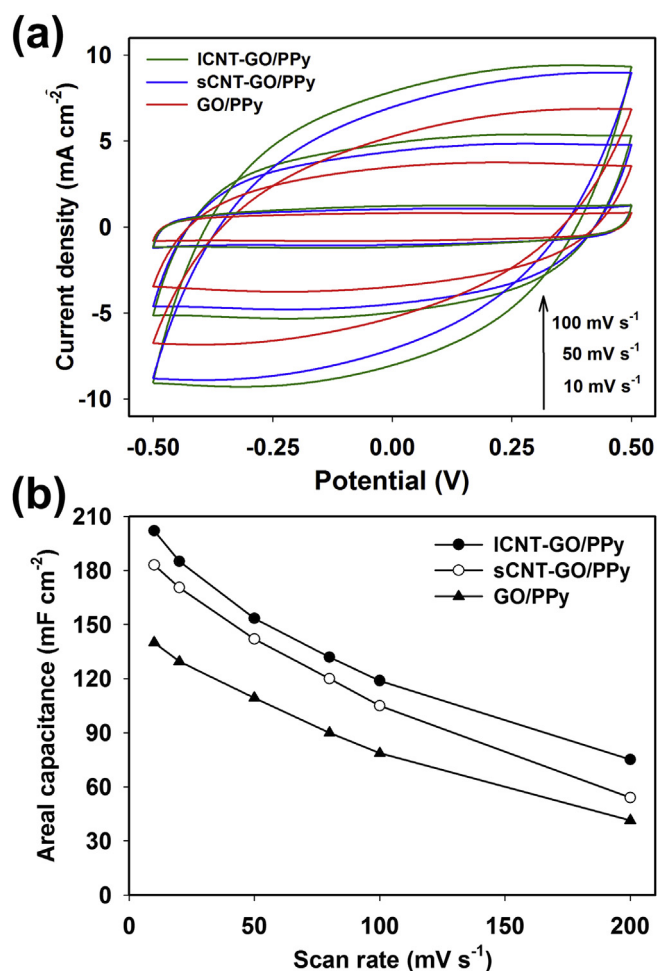 (a)
10
5
0
-5
-10
Current density (mA cm⁻²)
lCNT-GO/PPy
sCNT-GO/PPy
GO/PPy
100 mV s⁻¹
50 mV s⁻¹
10 mV s⁻¹
-0.50 -0.25 0.00 0.25 0.50
Potential (V)
(b)
210
180
150
120
90
60
30
0
Areal capacitance (mF cm⁻²)
lCNT-GO/PPy
sCNT-GO/PPy
GO/PPy
0 50 100 150 200
Scan rate (mV s⁻¹)